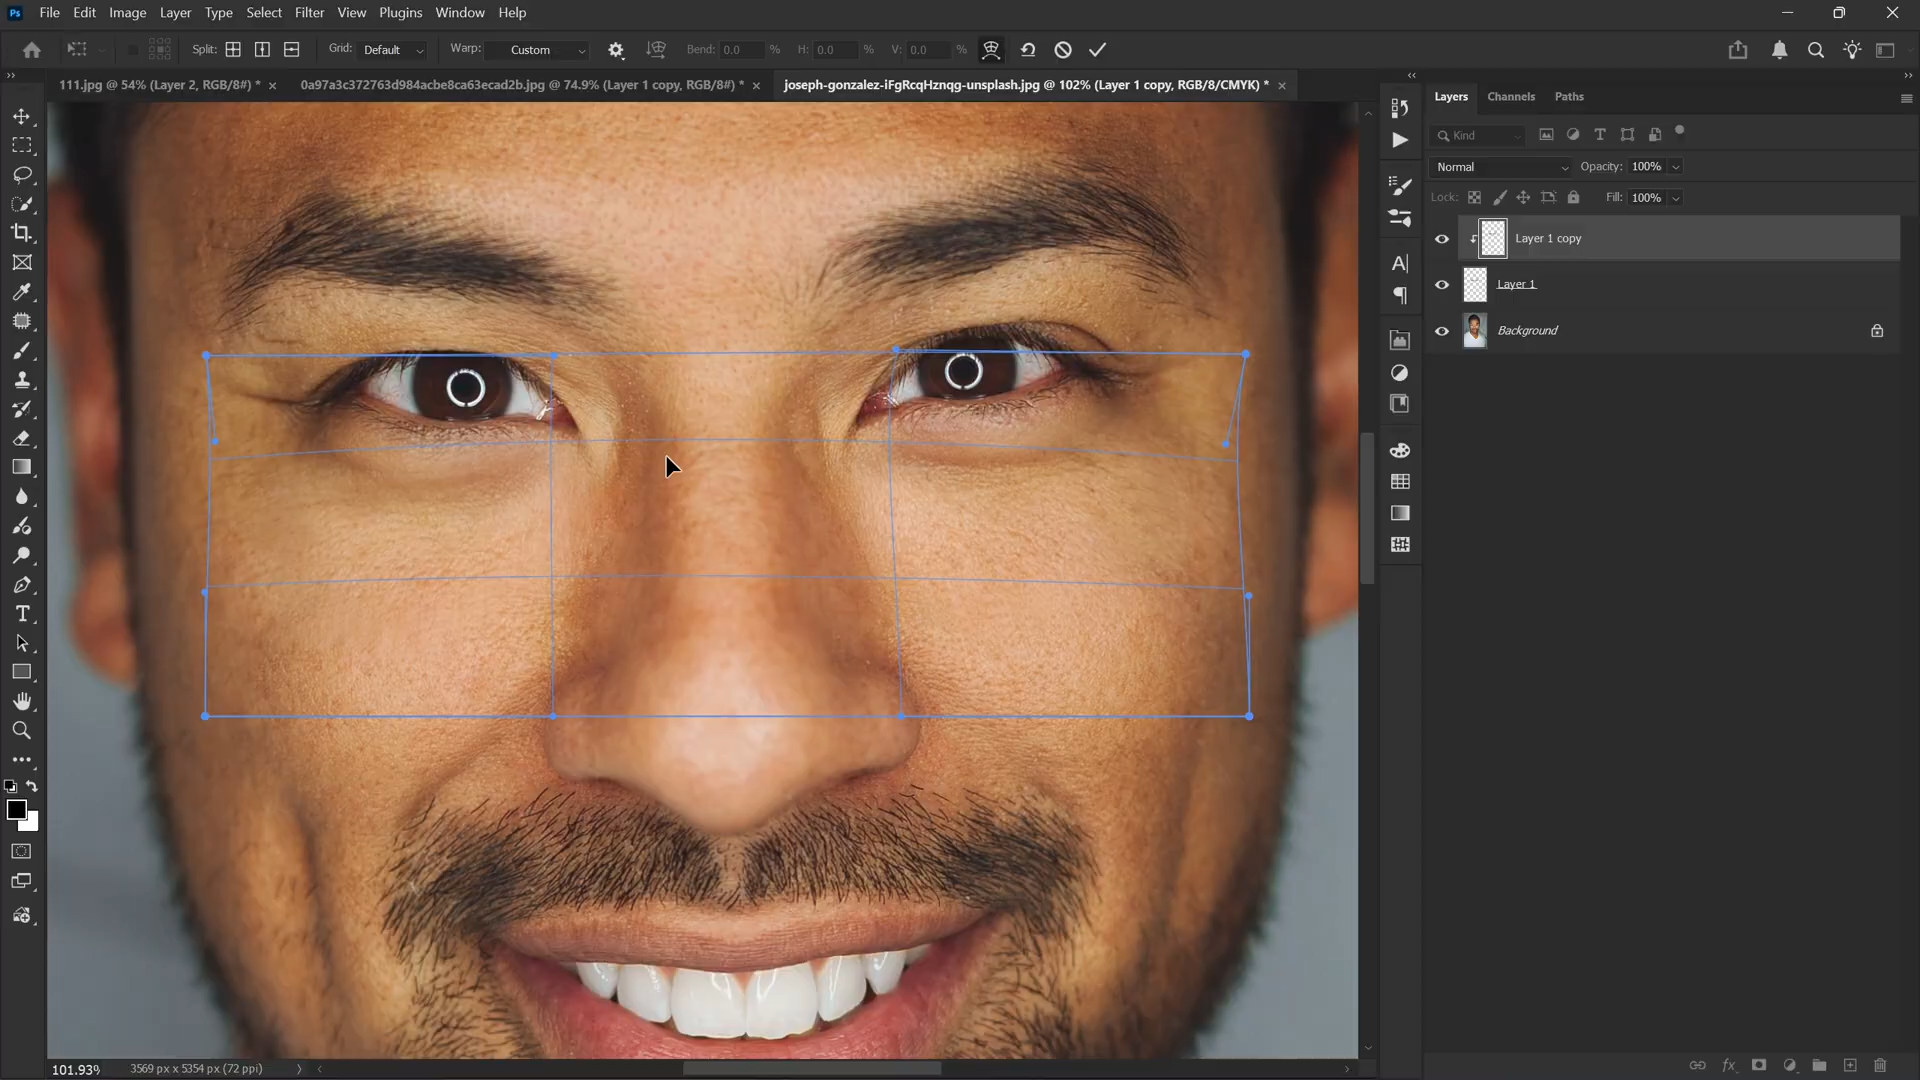 Ps File Edit Image Layer Type Select Filter View Plugins Window Help
Split: Grid: Default Warp: Custom Bend: 0.0 % H: 0.0 % V: 0.0 %
111.jpg @ 54% (Layer 2, RGB/8#) * × 0a97a3c372763d984acbe8ca63ecad2b.jpg @ 74.9% (Layer 1 copy, RGB/8#) * × joseph-gonzalez-iFgRcqHznqg-unsplash.jpg @ 102% (Layer 1 copy, RGB/8/CMYK) * ×
Layers Channels Paths
Kind
Normal Opacity: 100%
Lock: Fill: 100%
Layer 1 copy
Layer 1
Background
101.93% 3569 px x 5354 px (72 ppi)